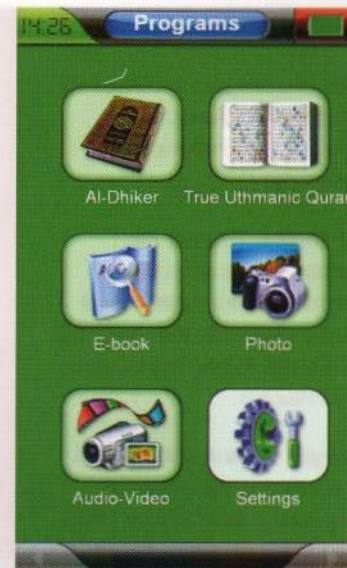 14:26 Programs
Al-Dhiker True Uthmanic Quran
E-book Photo
Audio-Video Settings